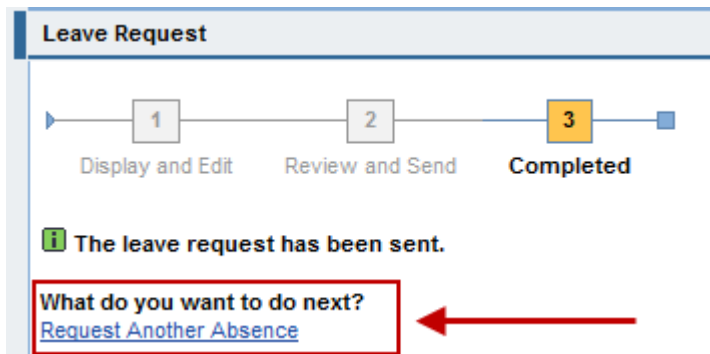 Leave Request
1
2
3
Display and Edit
Review and Send
Completed
The leave request has been sent.
What do you want to do next?
Request Another Absence